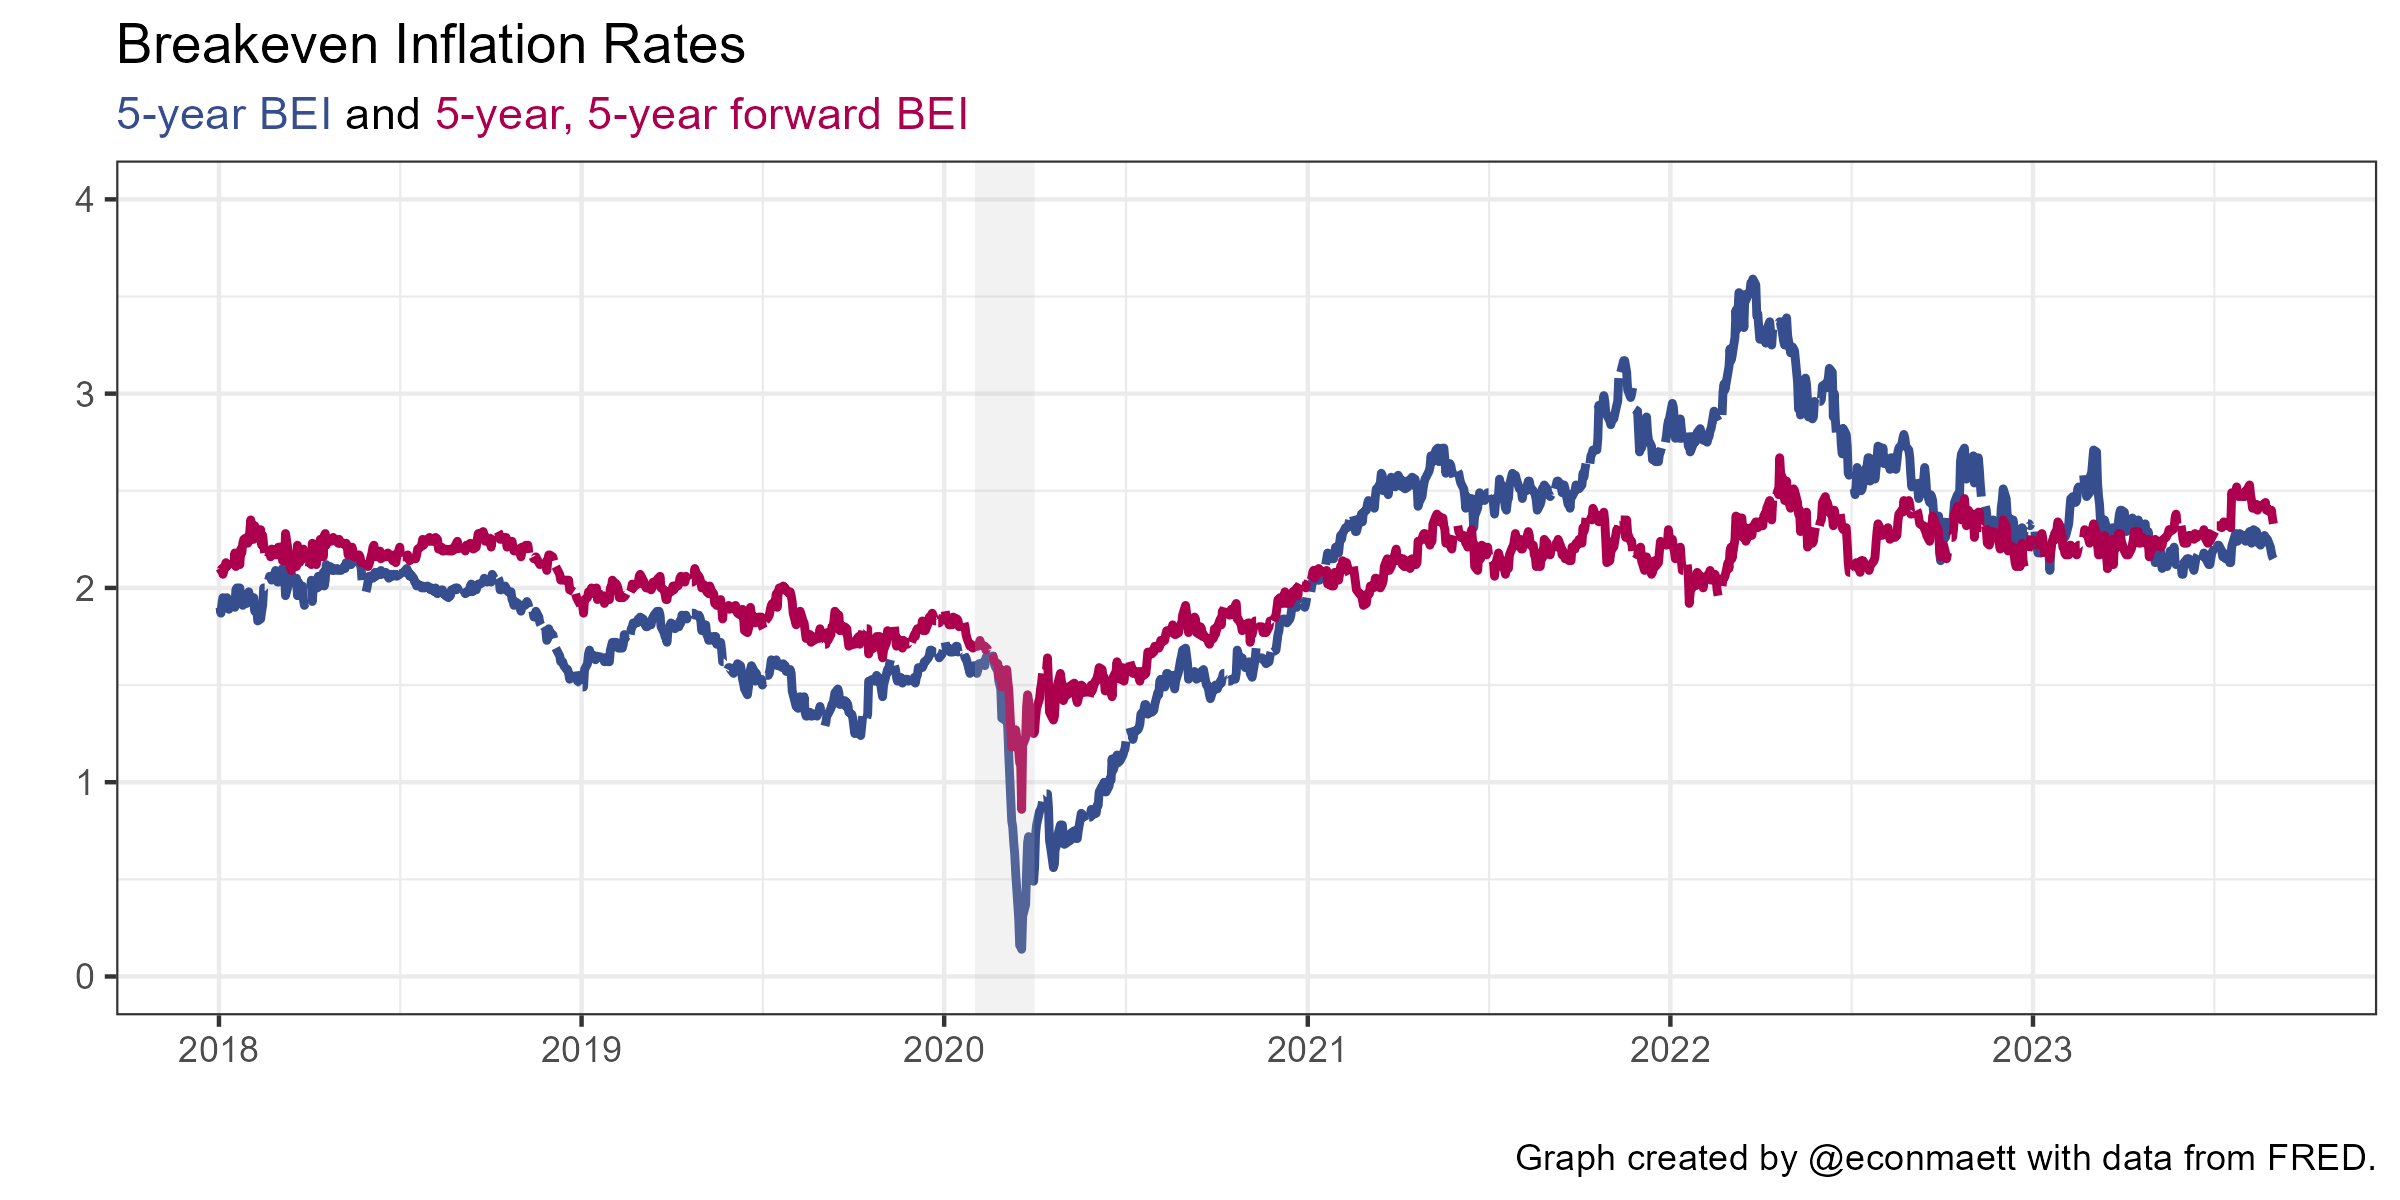 Breakeven Inflation Rates
5-year BEI and 5-year, 5-year forward BEI
4
3
2
1
0
2018 2019 2020 2021 2022 2023
Graph created by @econmaett with data from FRED.